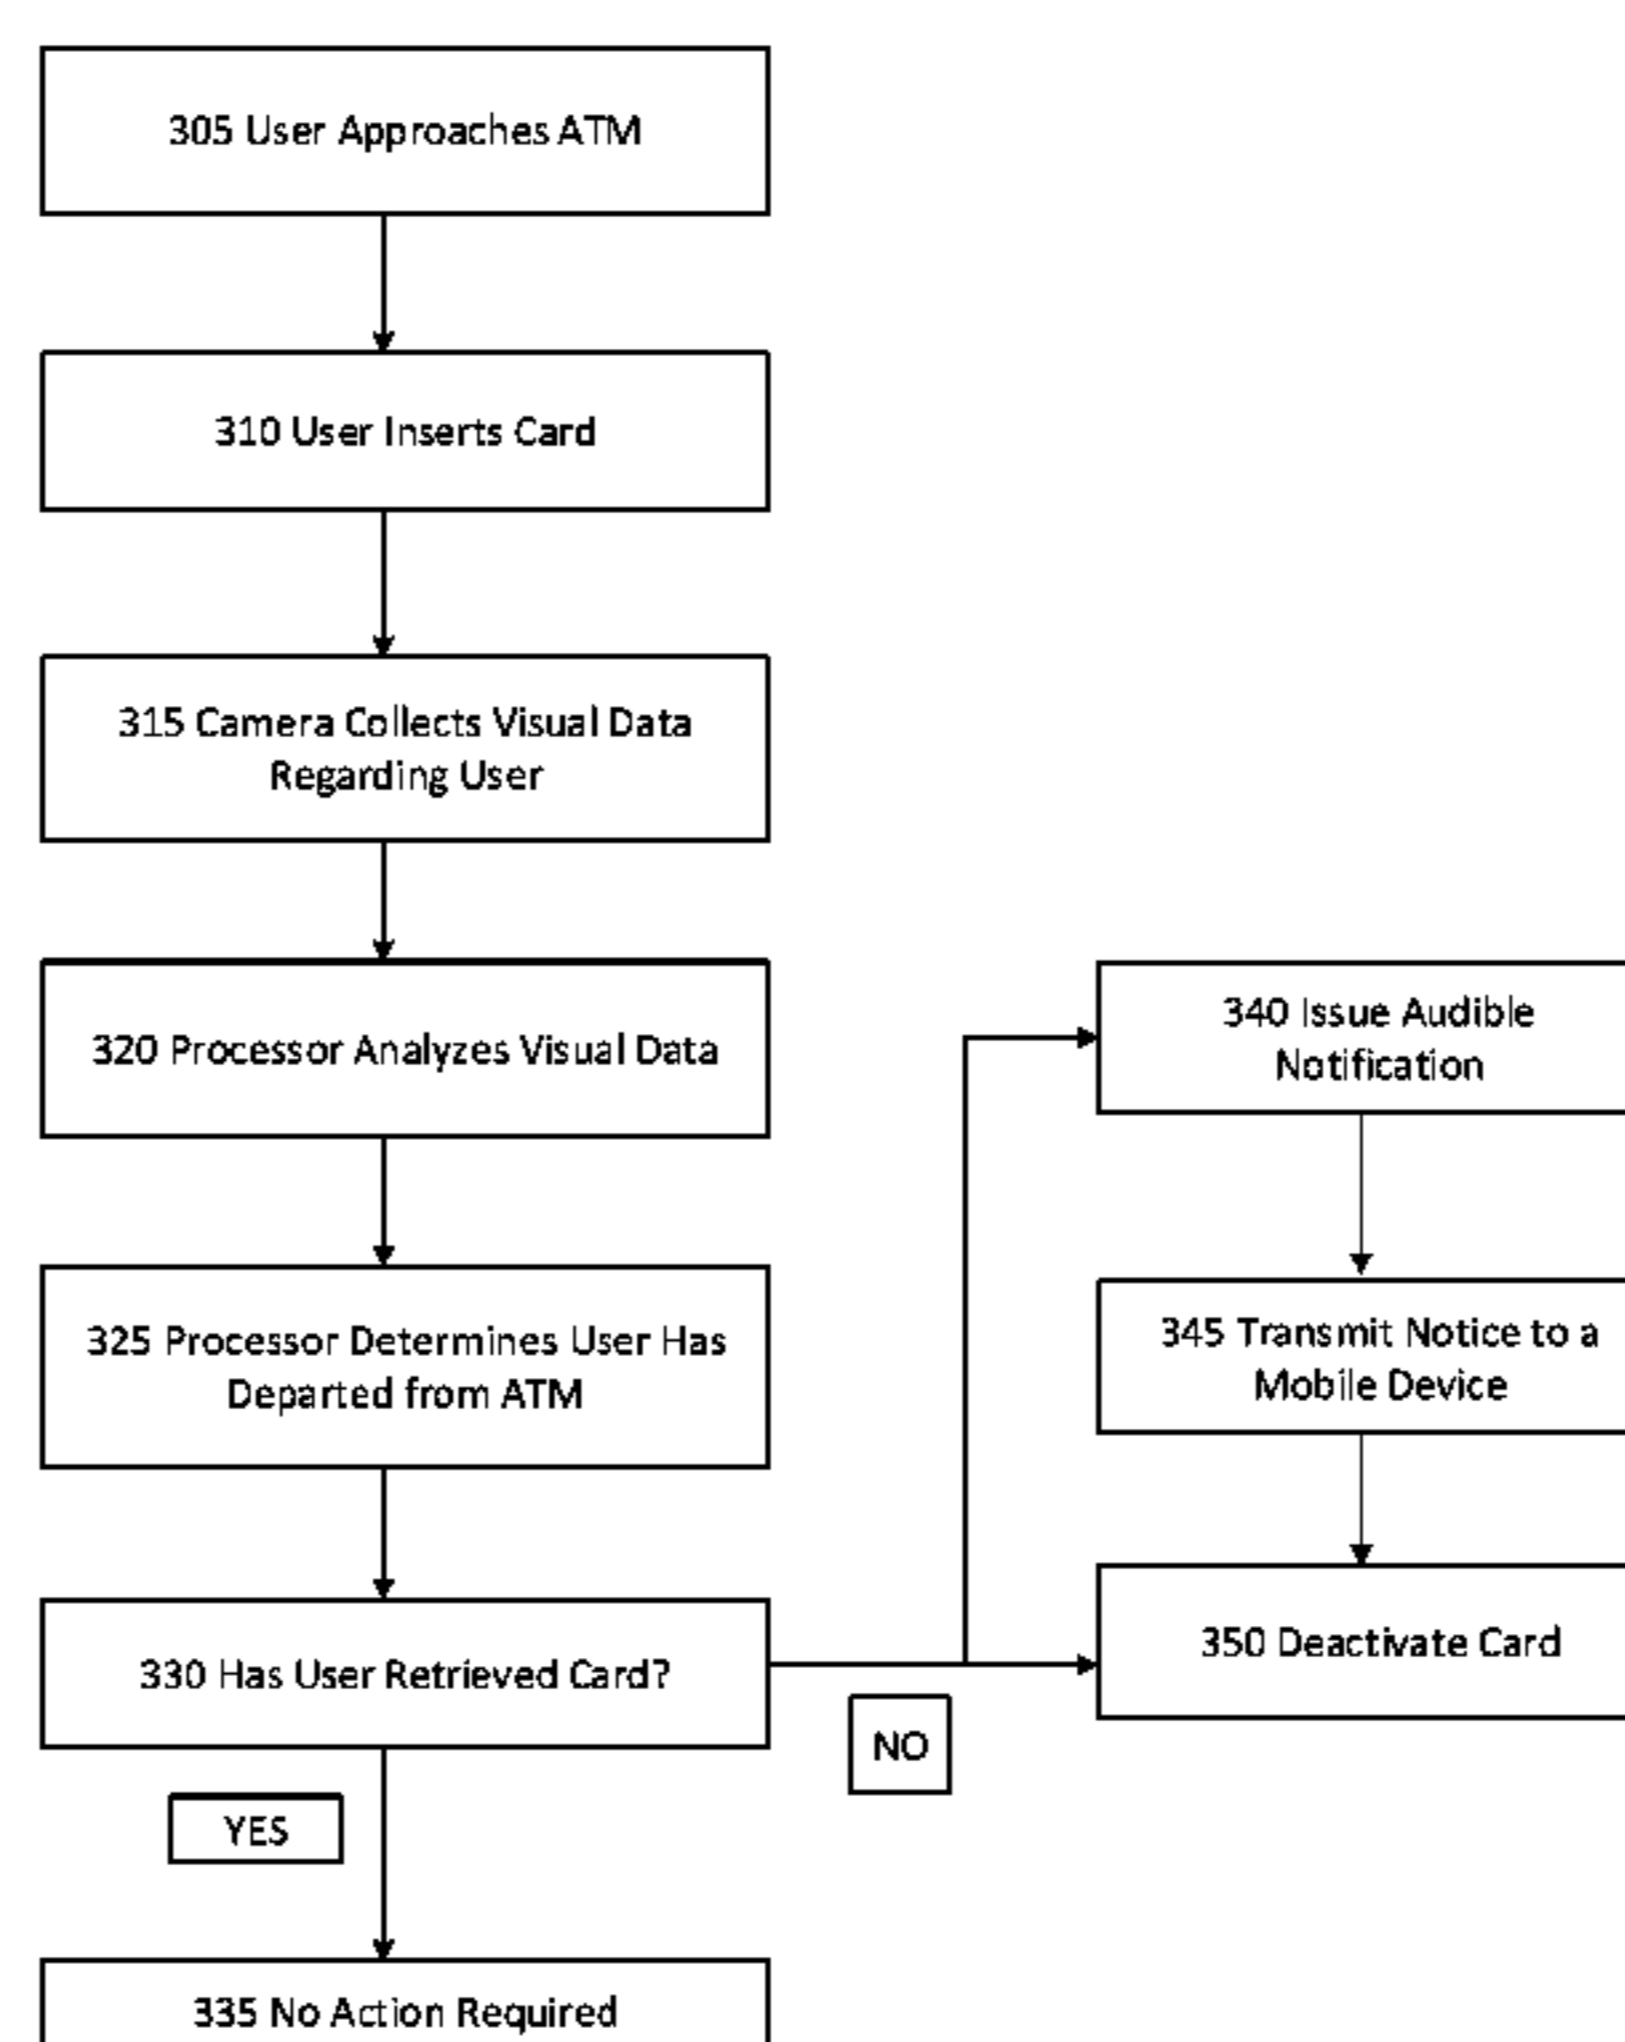 305 User Approaches ATM
310 User Inserts Card
315 Camera Collects Visual Data
Regarding User
320 Processor Analyzes Visual Data
325 Processor Determines User Has
Departed from ATM
330 Has User Retrieved Card?
YES
335 No Action Required
NO
340 Issue Audible
Notification
345 Transmit Notice to a
Mobile Device
350 Deactivate Card